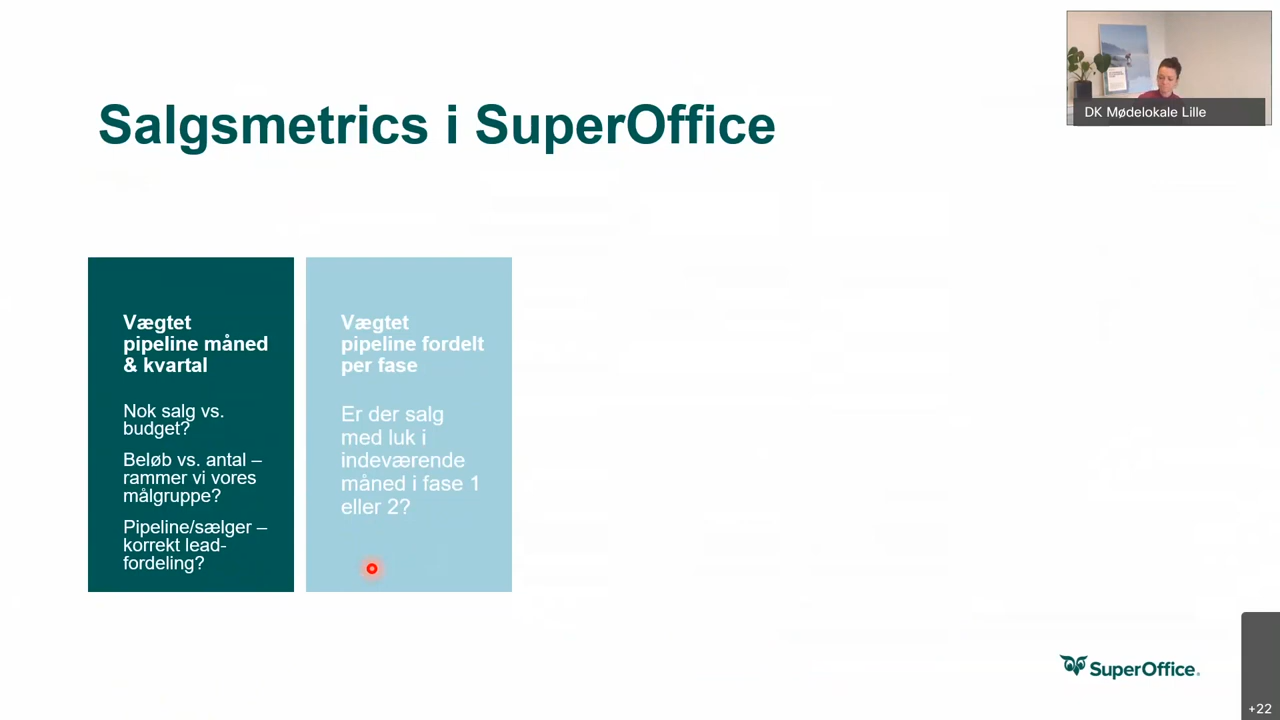 Salgsmetrics i SuperOffice
DK Mødelokale Lille
Vægtet
pipeline måned
& kvartal
Nok salg vs.
budget?
Beløb vs. antal –
rammer vi vores
målgruppe?
Pipeline/sælger –
korrekt lead-
fordeling?
Vægtet
pipeline fordelt
per fase
Er der salg
med luk i
indeværende
måned i fase 1
eller 2?
SuperOffice.
+22